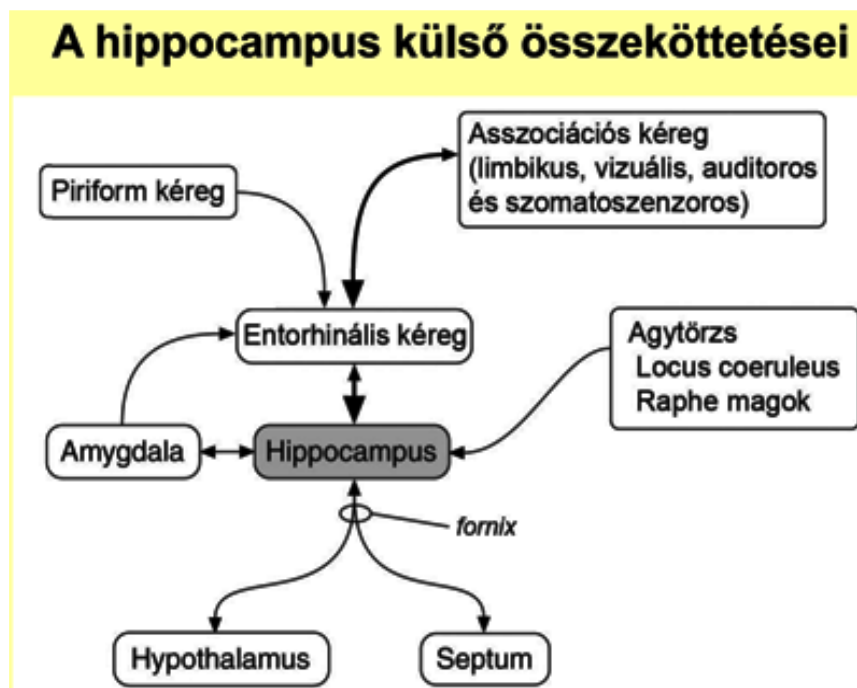 A hippocampus külső összeköttetései
Asszociációs kéreg
(limbikus, vizuális, auditoros
és szomatoszenzoros)
Piriform kéreg
Entorhinális kéreg
Agytörzs
Locus coeruleus
Raphe magok
Amygdala
Hippocampus
fornix
Hypothalamus
Septum